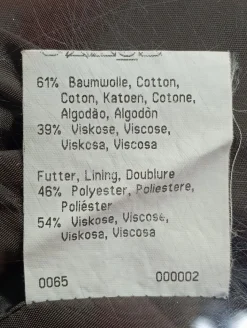 61% Baumwolle, Cotton,
Coton, Katoen, Cotone,
Algodão, Algodón
39% Viskose, Viscose,
Viskosa, Viscosa
Futter, Lining, Doublure
46% Polyester, Poliestere,
Poliéster
54% Viskose, Viscose,
Viskosa, Viscosa
0065 000002